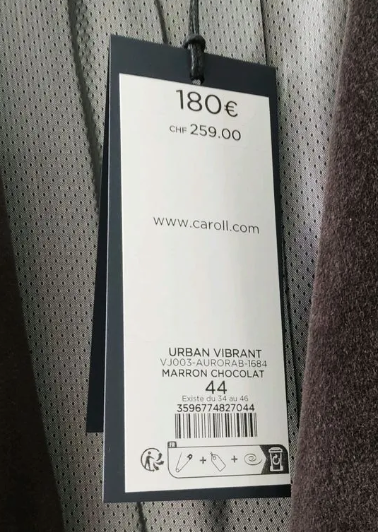 180€
CHF 259.00
www.caroll.com
URBAN VIBRANT
VJ003-AURORAB-1684
MARRON CHOCOLAT
44
Existe du 34 au 46
3596774827044
FR
+ +